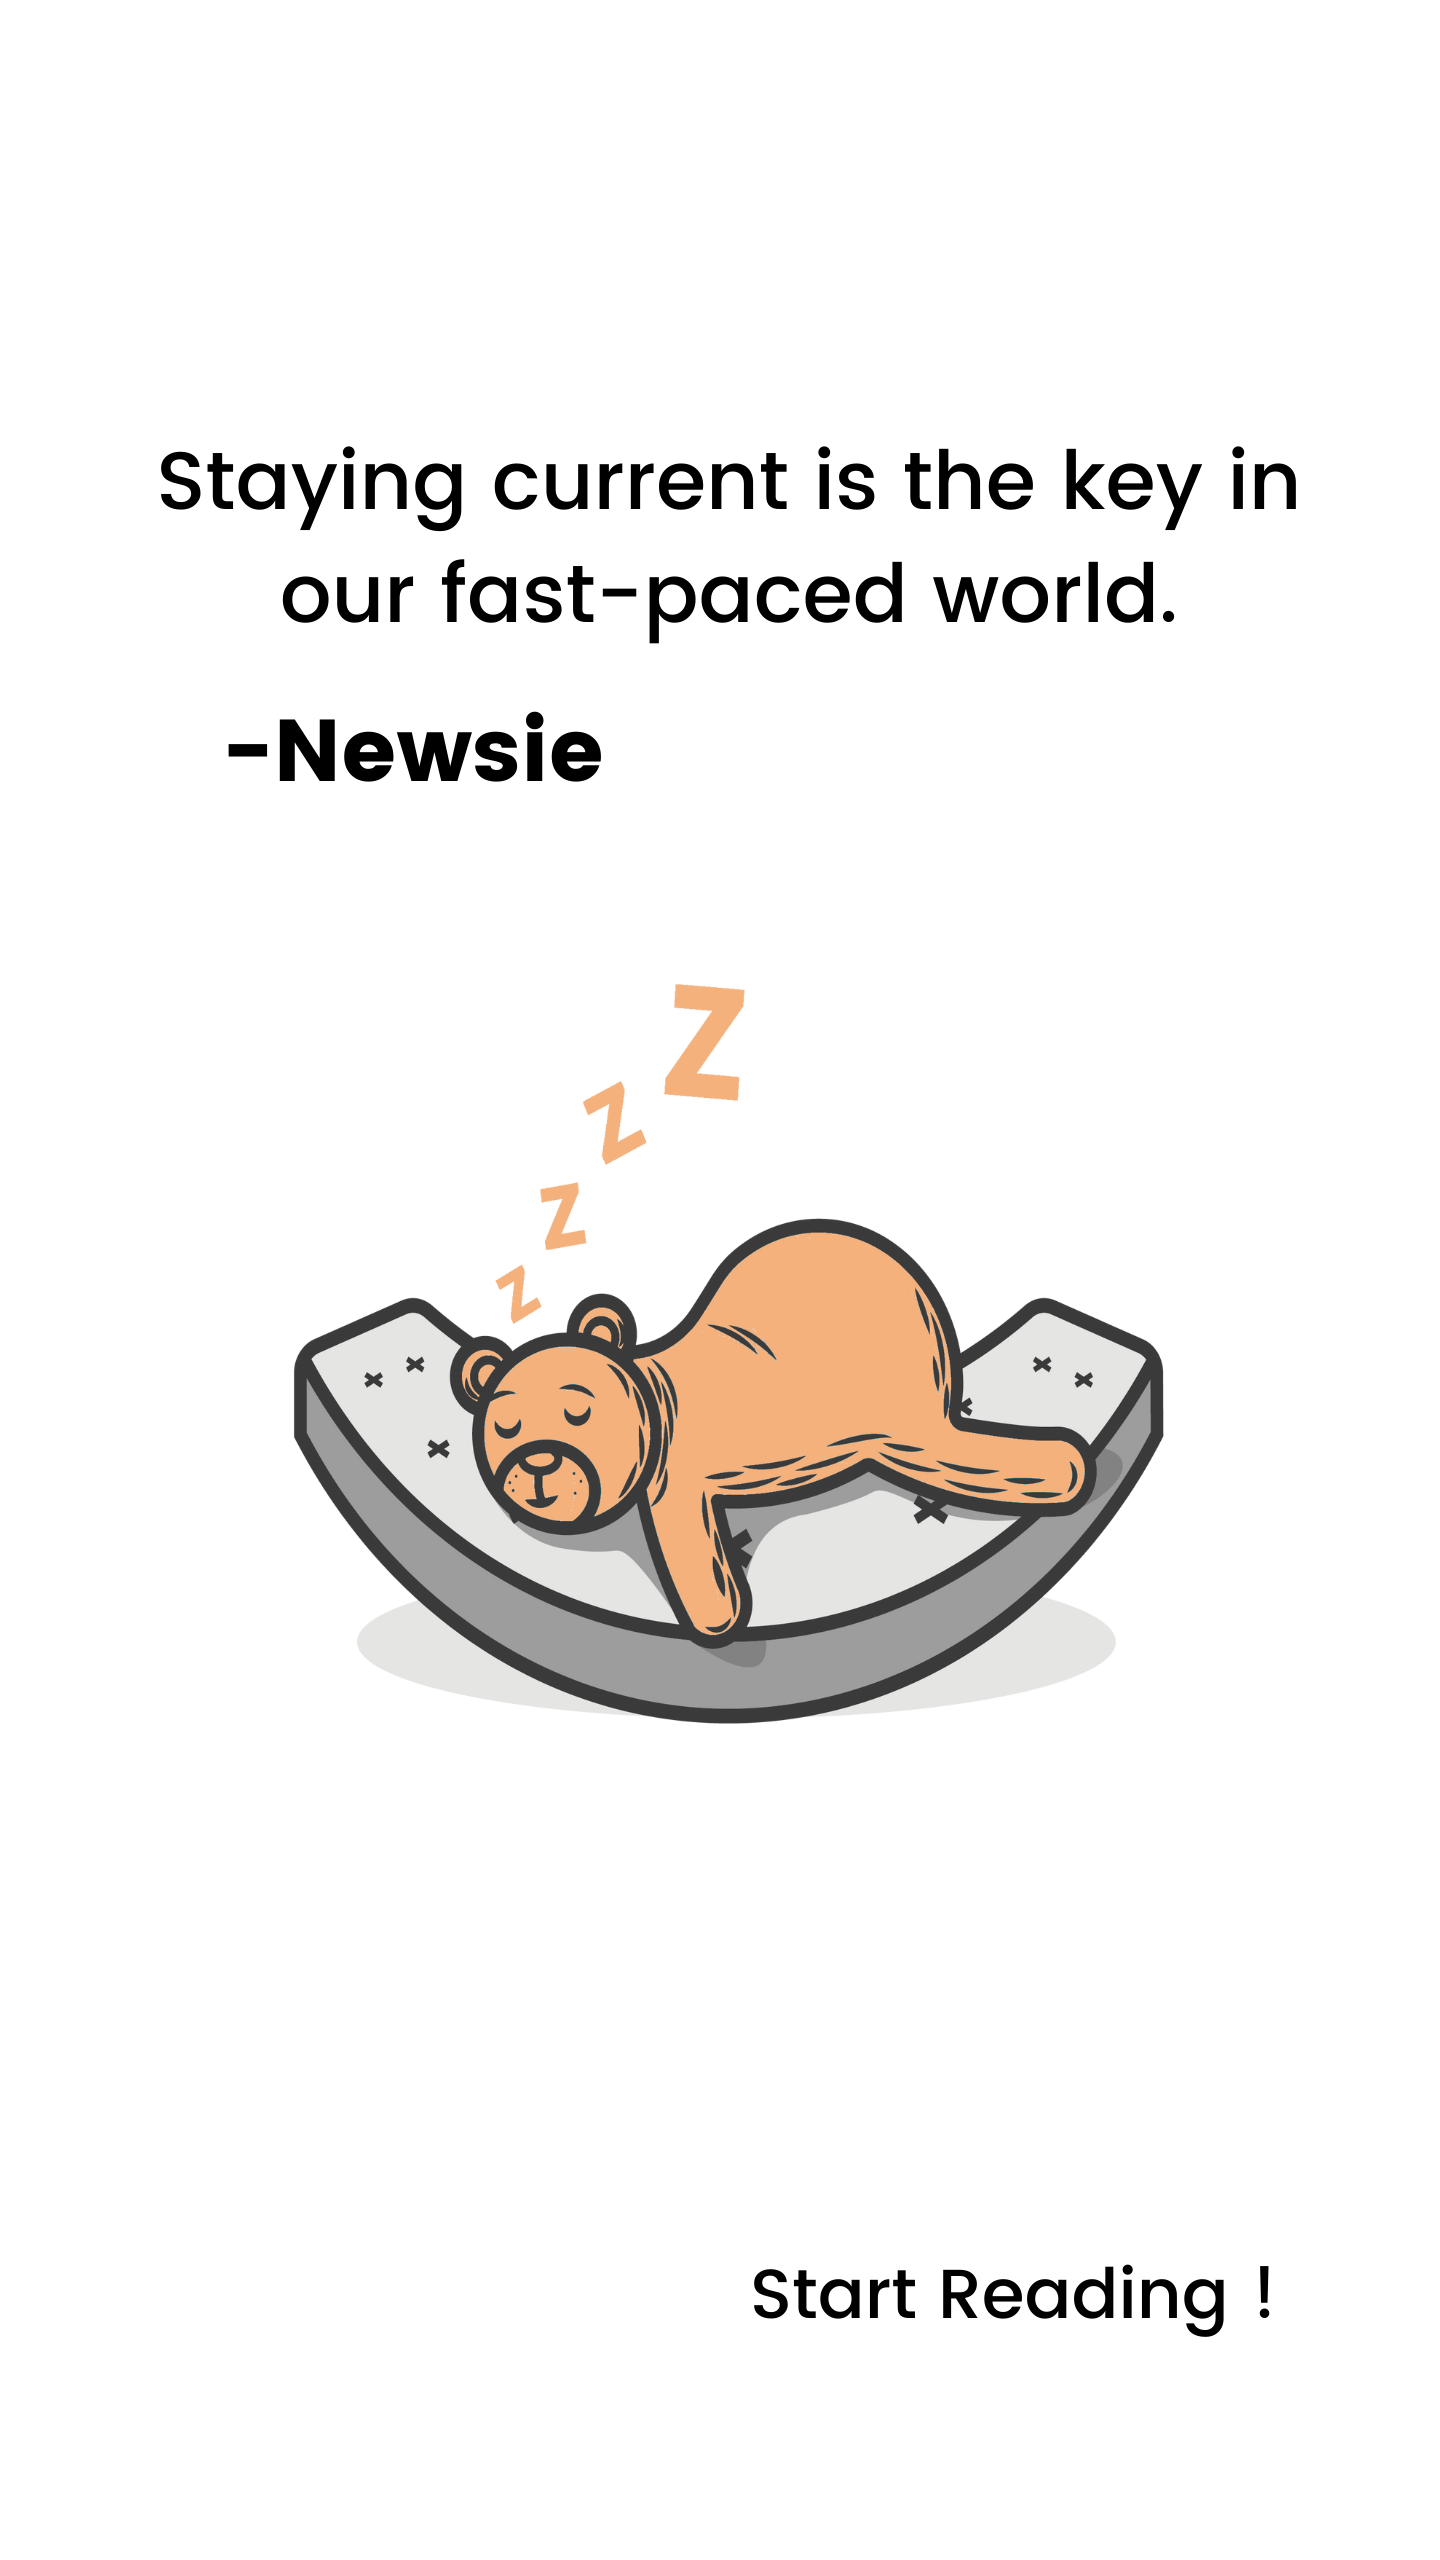 Staying current is the key in
our fast-paced world.
-Newsie
Z
Z
Z
Z
Start Reading !